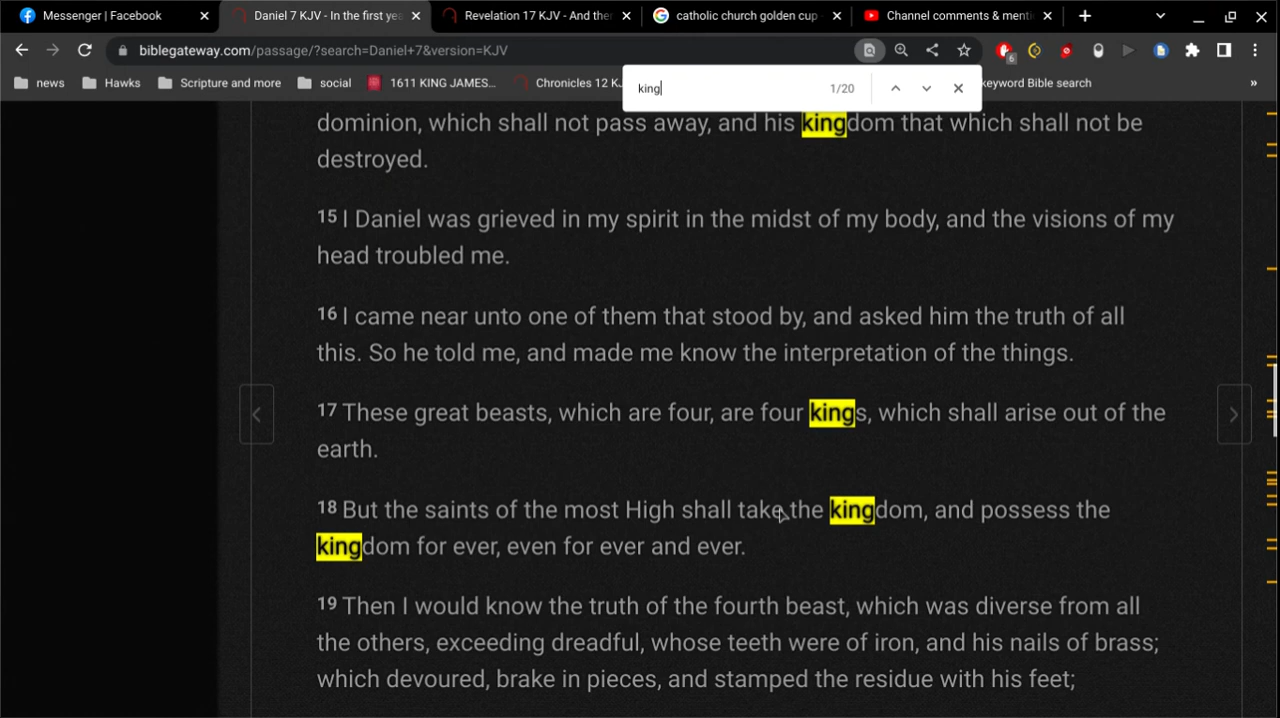 Messenger | Facebook
Daniel 7 KJV - In the first yea
Revelation 17 KJV - And ther
catholic church golden cup -
Channel comments & menti
biblegateway.com/passage/?search=Daniel+7&version=KJV
6
news
Hawks
Scripture and more
social
1611 KING JAMES...
Chronicles 12 K
keyword Bible search
»
king
1/20
dominion, which shall not pass away, and his kingdom that which shall not be
destroyed.
15 I Daniel was grieved in my spirit in the midst of my body, and the visions of my
head troubled me.
16 I came near unto one of them that stood by, and asked him the truth of all
this. So he told me, and made me know the interpretation of the things.
17 These great beasts, which are four, are four kings, which shall arise out of the
earth.
18 But the saints of the most High shall take the kingdom, and possess the
kingdom for ever, even for ever and ever.
19 Then I would know the truth of the fourth beast, which was diverse from all
the others, exceeding dreadful, whose teeth were of iron, and his nails of brass;
which devoured, brake in pieces, and stamped the residue with his feet;